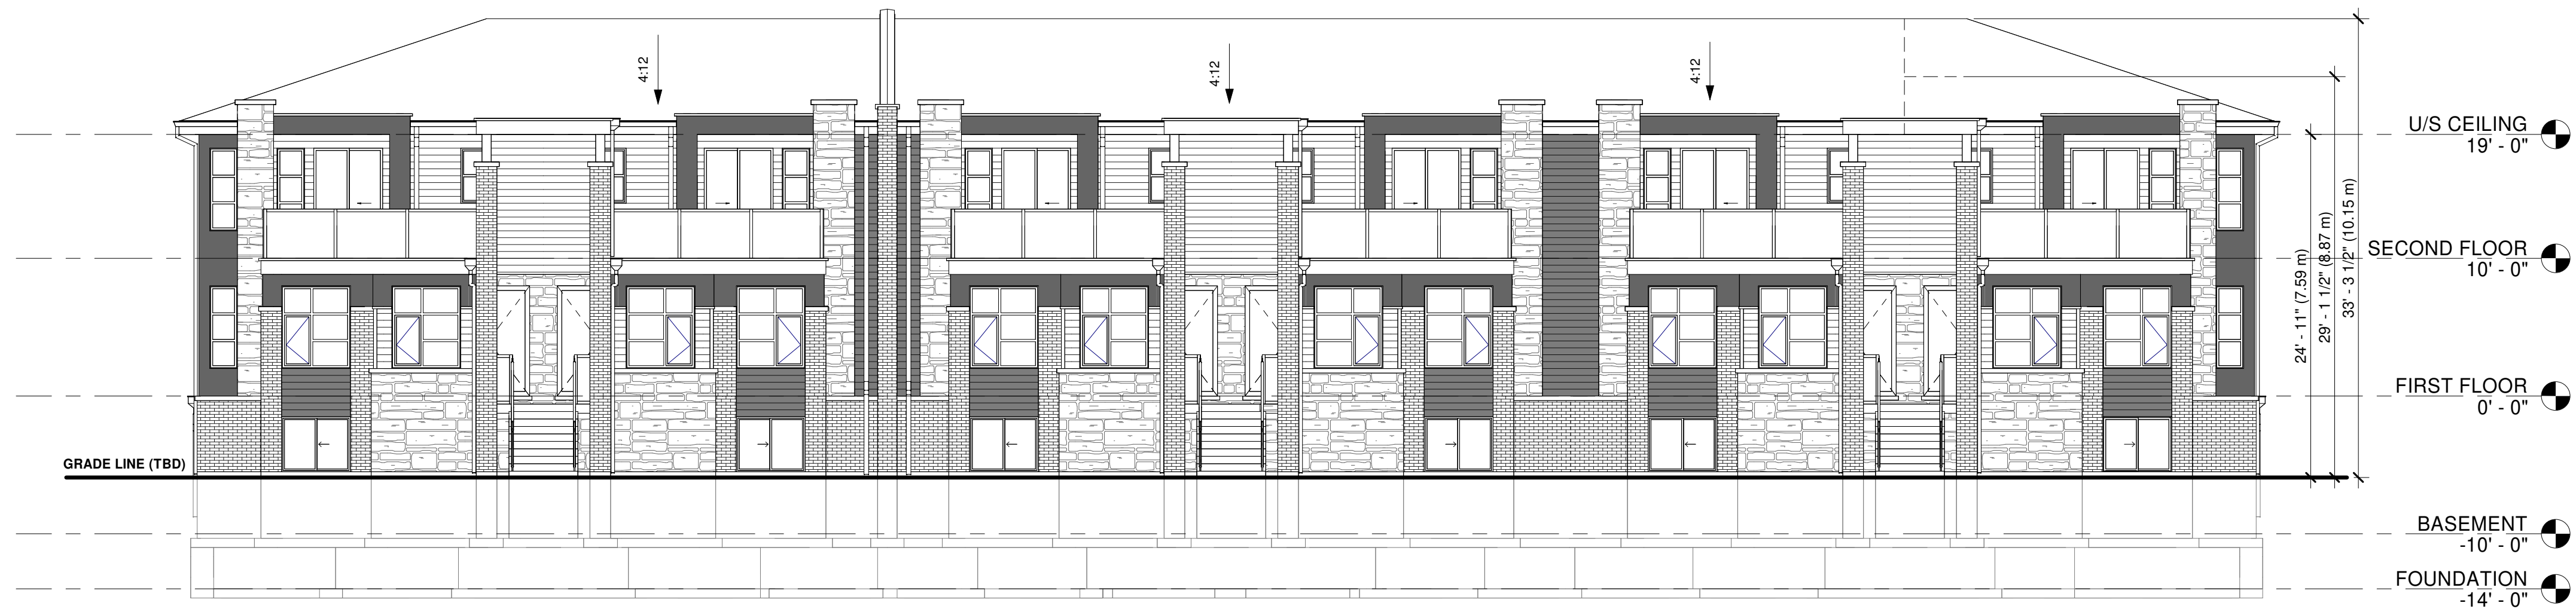 4:12
4:12
4:12
U/S CEILING
19' - 0"
SECOND FLOOR
10' - 0"
24' - 11" (7.59 m)
29' - 1 1/2" (8.87 m)
33' - 3 1/2" (10.15 m)
FIRST FLOOR
0' - 0"
GRADE LINE (TBD)
BASEMENT
-10' - 0"
FOUNDATION
-14' - 0"